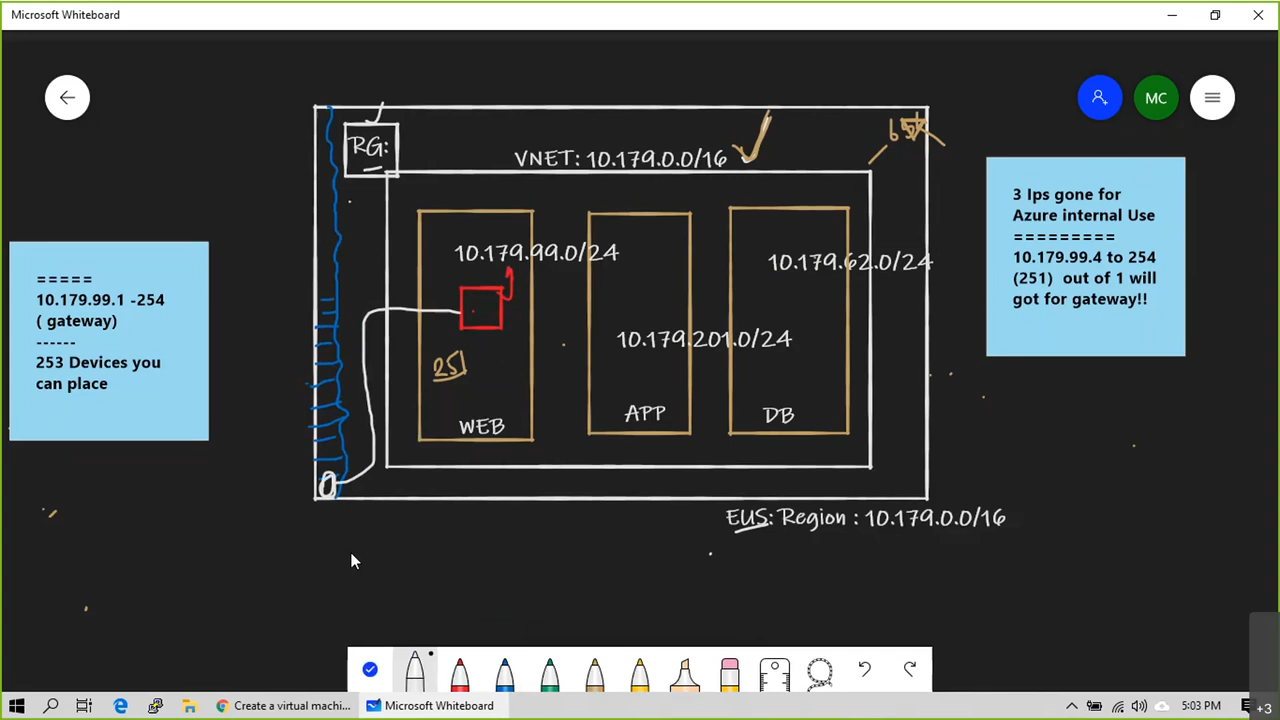 Microsoft Whiteboard
MC
RG:
VNET: 10.179.0.0/16
3 Ips gone for
Azure internal Use
=========
10.179.99.4 to 254
(251) out of 1 will
got for gateway!!
=====
10.179.99.1 -254
( gateway)
------
253 Devices you
can place
10.179.99.0/24
10.179.62.0/24
10.179.201.0/24
251
WEB
APP
DB
EUS: Region : 10.179.0.0/16
Create a virtual machi...
Microsoft Whiteboard
5:03 PM
+3